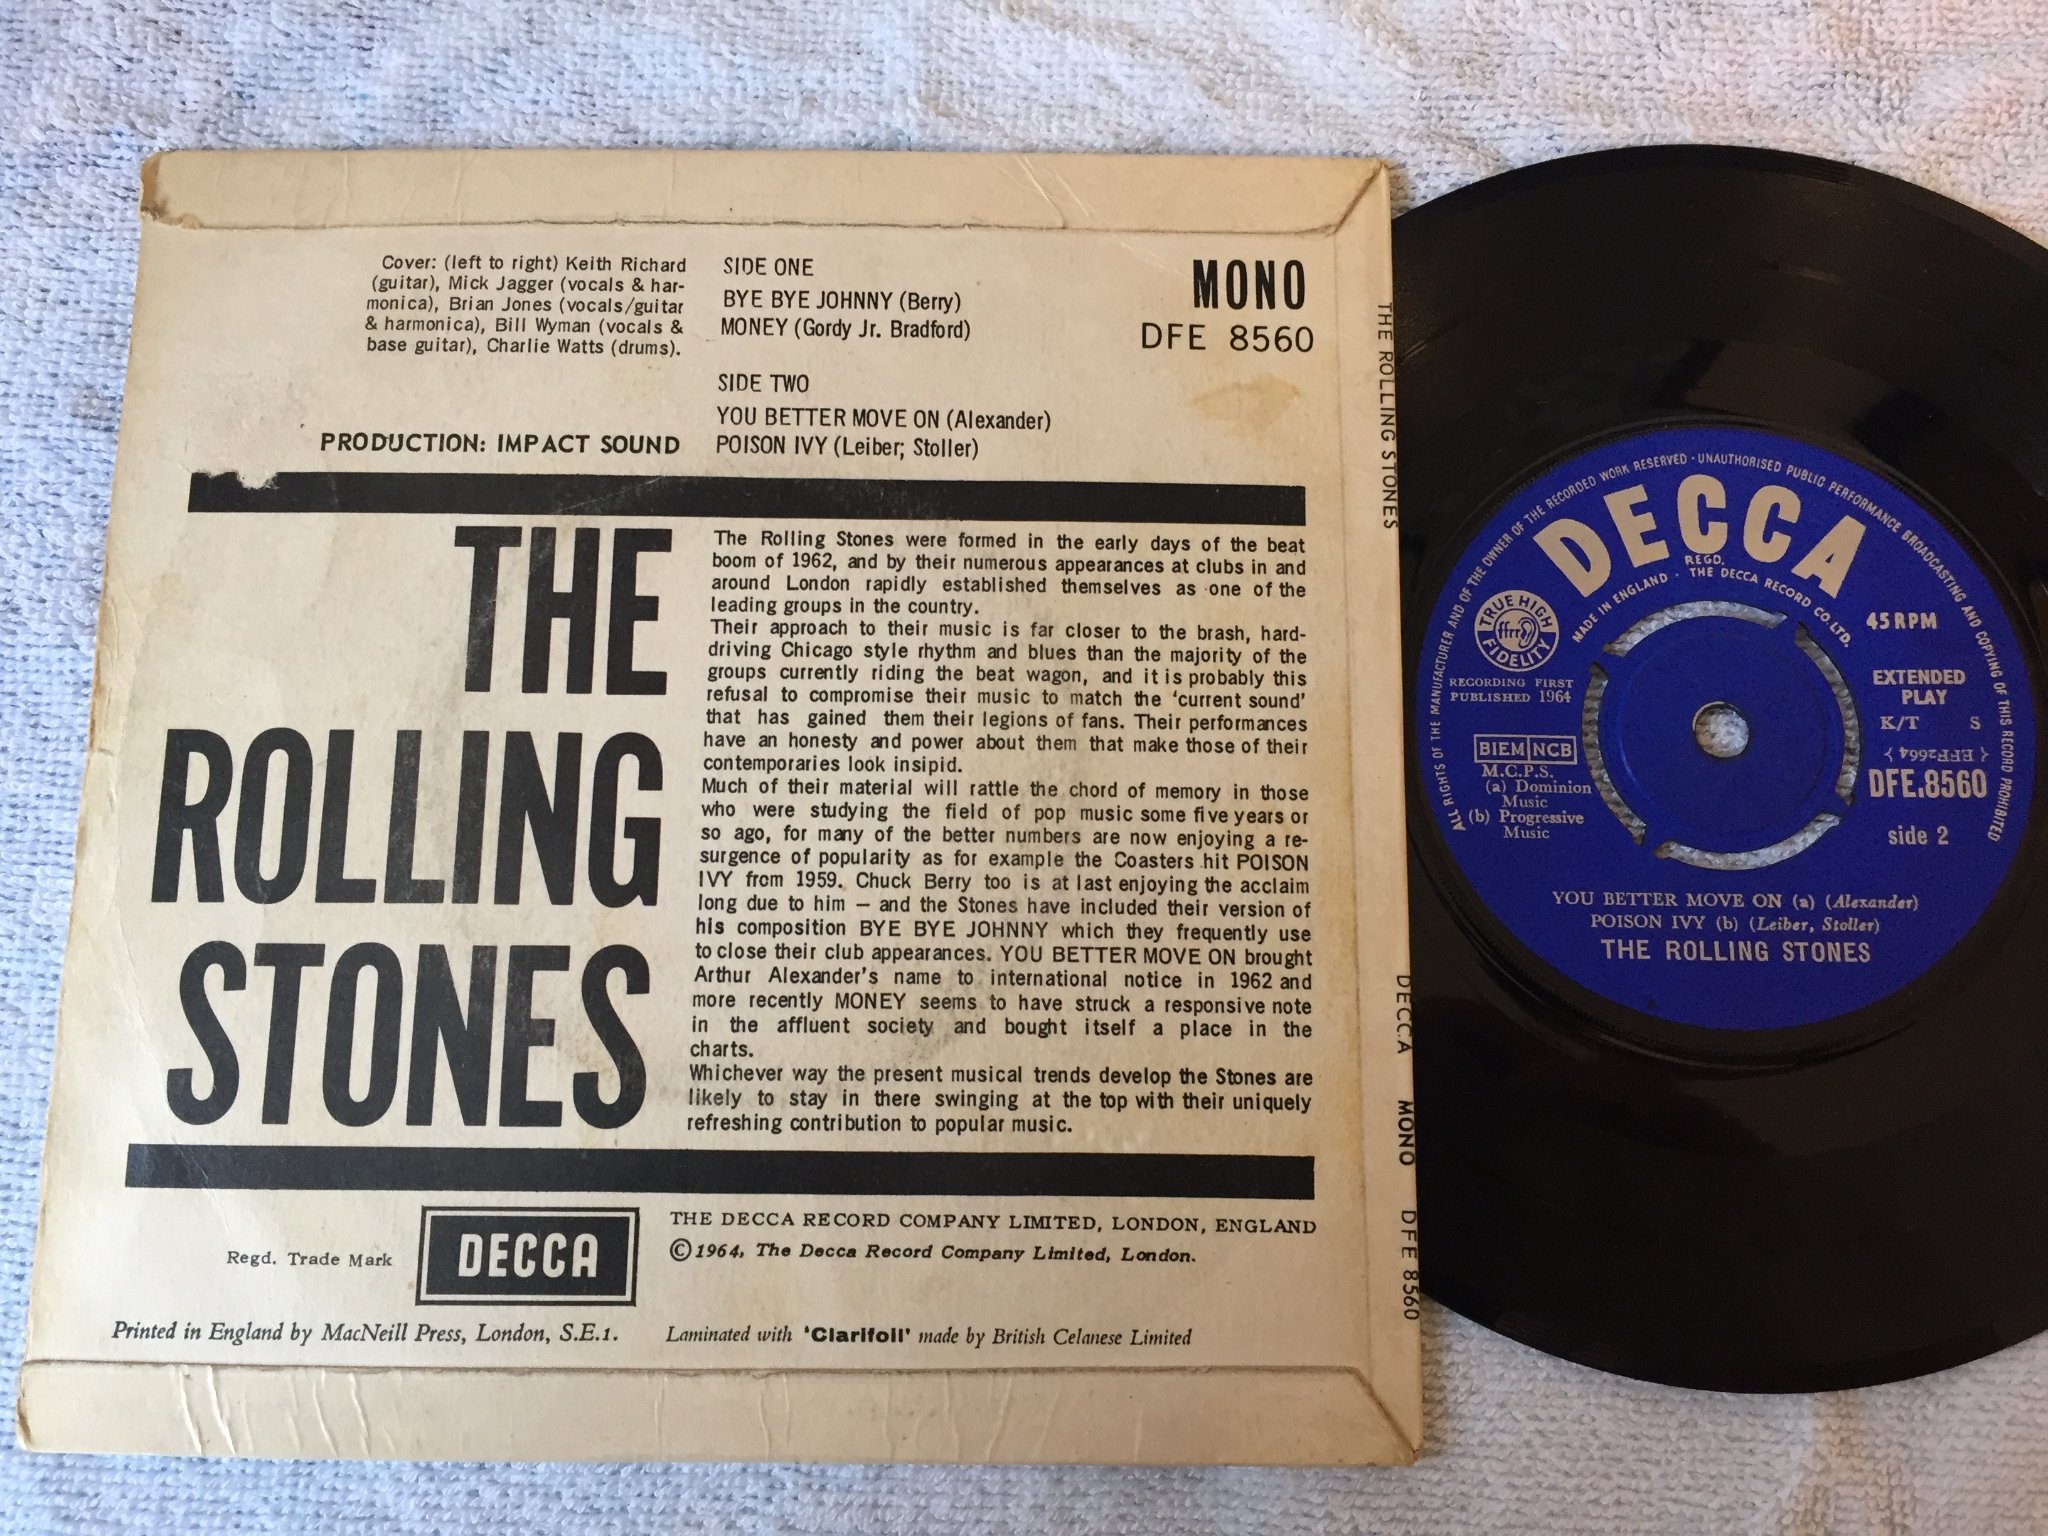 Cover: (left to right) Keith Richard
(guitar), Mick Jagger (vocals & har-
monica), Brian Jones (vocals/guitar
& harmonica), Bill Wyman (vocals &
base guitar), Charlie Watts (drums).
PRODUCTION: IMPACT SOUND
SIDE ONE
BYE BYE JOHNNY (Berry)
MONEY (Gordy Jr. Bradford)
SIDE TWO
YOU BETTER MOVE ON (Alexander)
POISON IVY (Leiber; Stoller)
MONO
DFE 8560
THE
ROLLING
STONES
The Rolling Stones were formed in the early days of the beat
boom of 1962, and by their numerous appearances at clubs in and
around London rapidly established themselves as one of the
leading groups in the country.
Their approach to their music is far closer to the brash, hard-
driving Chicago style rhythm and blues than the majority of the
groups currently riding the beat wagon, and it is probably this
refusal to compromise their music to match the 'current sound'
that has gained them their legions of fans. Their performances
have an honesty and power about them that make those of their
contemporaries look insipid.
Much of their material will rattle the chord of memory in those
who were studying the field of pop music some five years or
so ago, for many of the better numbers are now enjoying a re-
surgence of popularity as for example the Coasters hit POISON
IVY from 1959. Chuck Berry too is at last enjoying the acclaim
long due to him — and the Stones have included their version of
his composition BYE BYE JOHNNY which they frequently use
to close their club appearances. YOU BETTER MOVE ON brought
Arthur Alexander's name to international notice in 1962 and
more recently MONEY seems to have struck a responsive note
in the affluent society and bought itself a place in the
charts.
Whichever way the present musical trends develop the Stones are
likely to stay in there swinging at the top with their uniquely
refreshing contribution to popular music.
Regd. Trade Mark
DECCA
THE DECCA RECORD COMPANY LIMITED, LONDON, ENGLAND
©1964, The Decca Record Company Limited, London.
Printed in England by MacNeill Press, London, S.E.1.
Laminated with 'Clarifoil' made by British Celanese Limited
THE ROLLING STONES DECCA MONO DFE 8560
ALL RIGHTS OF THE MANUFACTURER AND OF THE OWNER OF THE RECORDED WORK RESERVED · UNAUTHORISED PUBLIC PERFORMANCE BROADCASTING AND COPYING OF THIS RECORD PROHIBITED
DECCA
REGD.
MADE IN ENGLAND · THE DECCA RECORD CO. LTD.
TRUE HIGH
ffrr
FIDELITY
RECORDING FIRST
PUBLISHED 1964
BIEM NCB
M.C.P.S.
(a) Dominion
Music
(b) Progressive
Music
45 RPM
EXTENDED
PLAY
K/T S
{ EFF2664 }
DFE.8560
side 2
YOU BETTER MOVE ON (a) (Alexander)
POISON IVY (b) (Leiber, Stoller)
THE ROLLING STONES